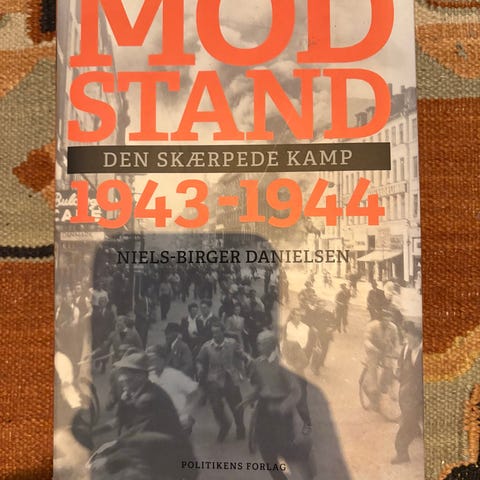 MOD
STAND
DEN SKÆRPEDE KAMP
1943-1944
NIELS-BIRGER DANIELSEN
POLITIKENS FORLAG